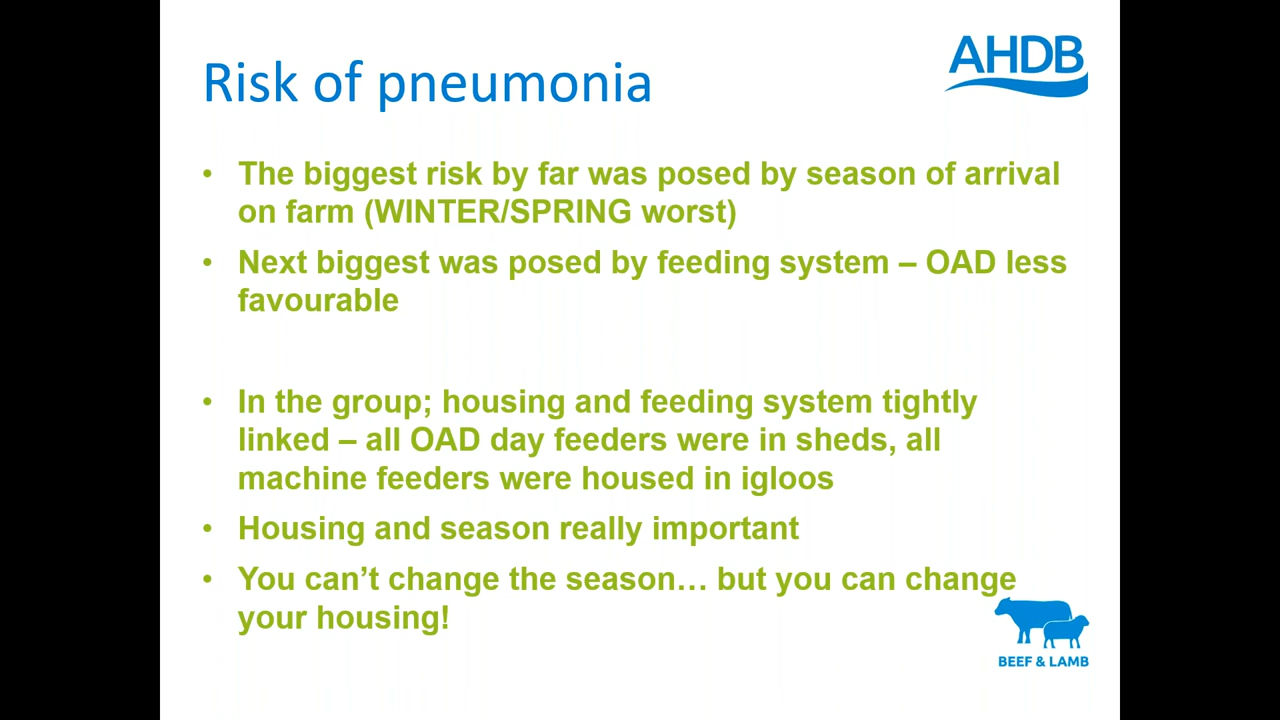 Risk of pneumonia
AHDB
• The biggest risk by far was posed by season of arrival
on farm (WINTER/SPRING worst)
• Next biggest was posed by feeding system – OAD less
favourable
• In the group; housing and feeding system tightly
linked – all OAD day feeders were in sheds, all
machine feeders were housed in igloos
• Housing and season really important
• You can’t change the season… but you can change
your housing!
BEEF & LAMB